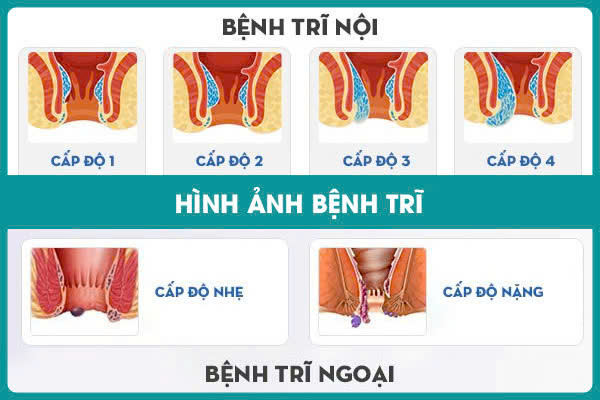 BỆNH TRĨ NỘI
CẤP ĐỘ 1
CẤP ĐỘ 2
CẤP ĐỘ 3
CẤP ĐỘ 4
HÌNH ẢNH BỆNH TRĨ
CẤP ĐỘ NHẸ
CẤP ĐỘ NẶNG
BỆNH TRĨ NGOẠI